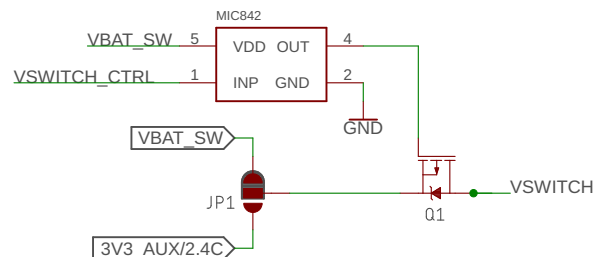 MIC842
VBAT_SW 5 VDD OUT 4
VSWITCH_CTRL 1 INP GND 2
GND
VBAT_SW
VSWITCH
JP1
Q1
3V3_AUX/2.4C